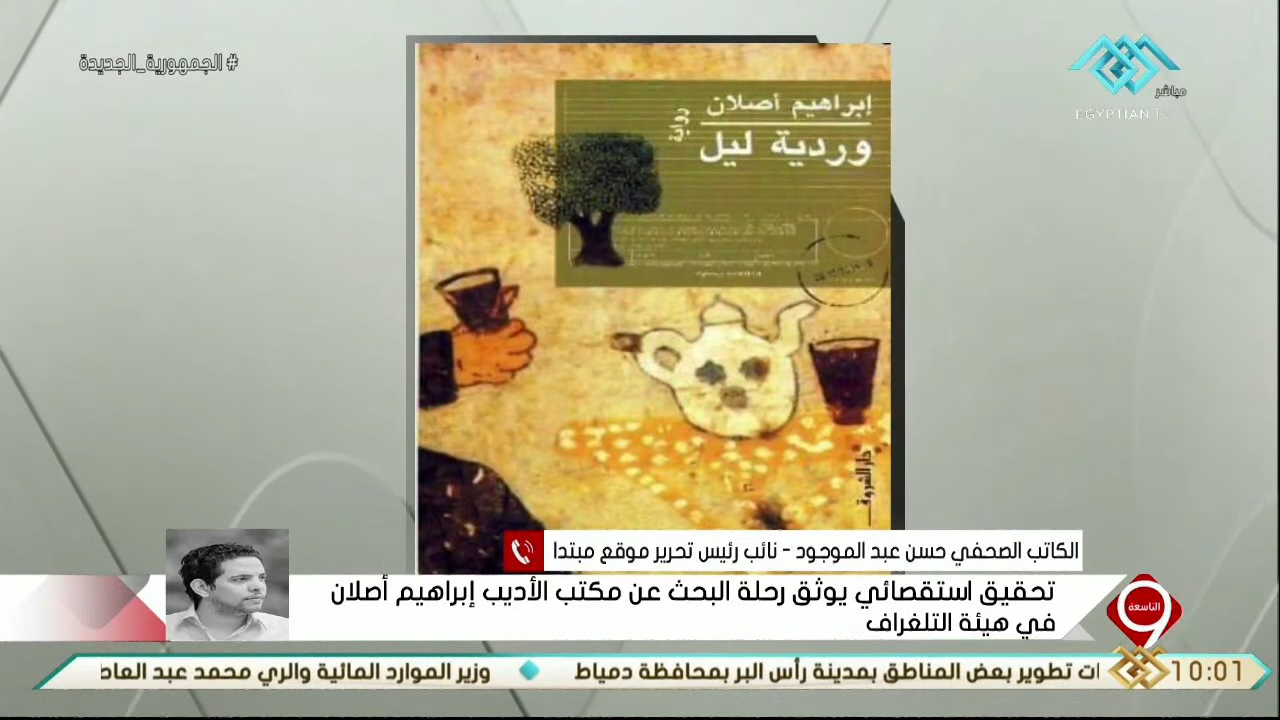 # الجمهورية_الجديدة
مباشر
EGYPTIAN
إبراهيم أصلان
رواية
وردية ليل
دار الشروق
الكاتب الصحفي حسن عبد الموجود - نائب رئيس تحرير موقع مبتدا
تحقيق استقصائي يوثق رحلة البحث عن مكتب الأديب إبراهيم أصلان
في هيئة التلغراف
التاسعة
9
10:01
ات تطوير بعض المناطق بمدينة رأس البر بمحافظة دمياط
وزير الموارد المائية والري محمد عبد العاط